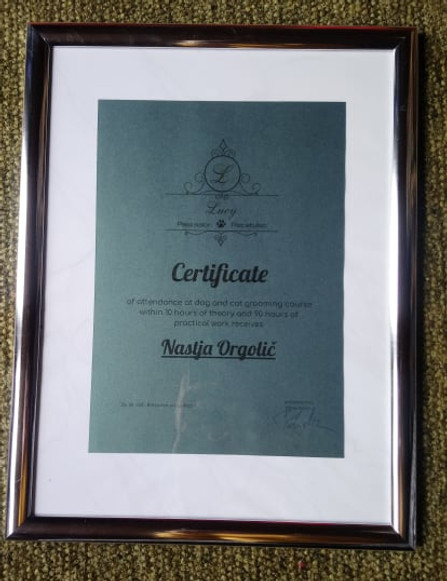 L
Lucy
Certificate
of attendance at dog and cat grooming course
within 10 hours of theory and 90 hours of
practical work receives
Nastja Orgolič